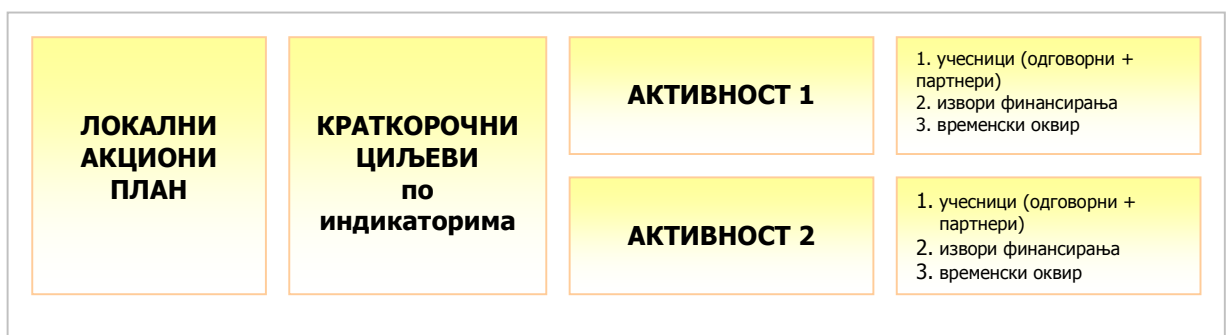 ЛОКАЛНИ
АКЦИОНИ
ПЛАН
КРАТКОРОЧНИ
ЦИЉЕВИ
по
индикаторима
АКТИВНОСТ 1
1. учесници (одговорни +
партнери)
2. извори финансирања
3. временски оквир
АКТИВНОСТ 2
1. учесници (одговорни +
партнери)
2. извори финансирања
3. временски оквир